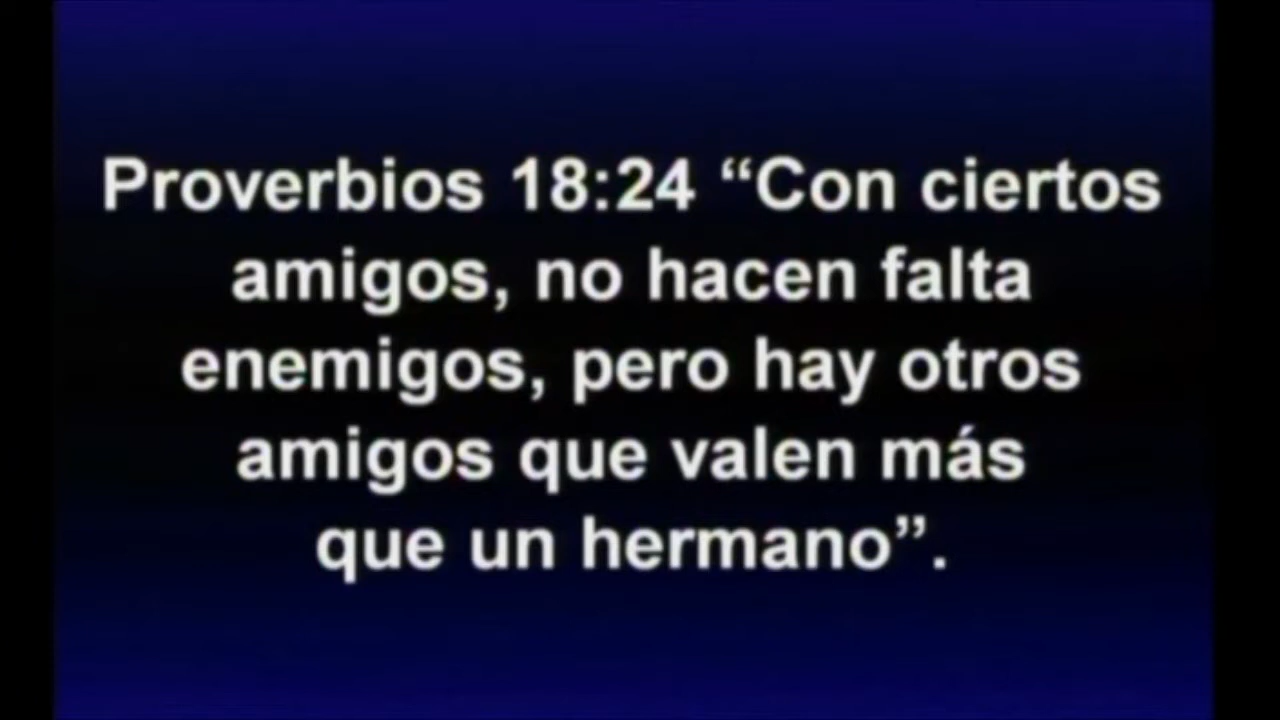 Proverbios 18:24 “Con ciertos
amigos, no hacen falta
enemigos, pero hay otros
amigos que valen más
que un hermano”.